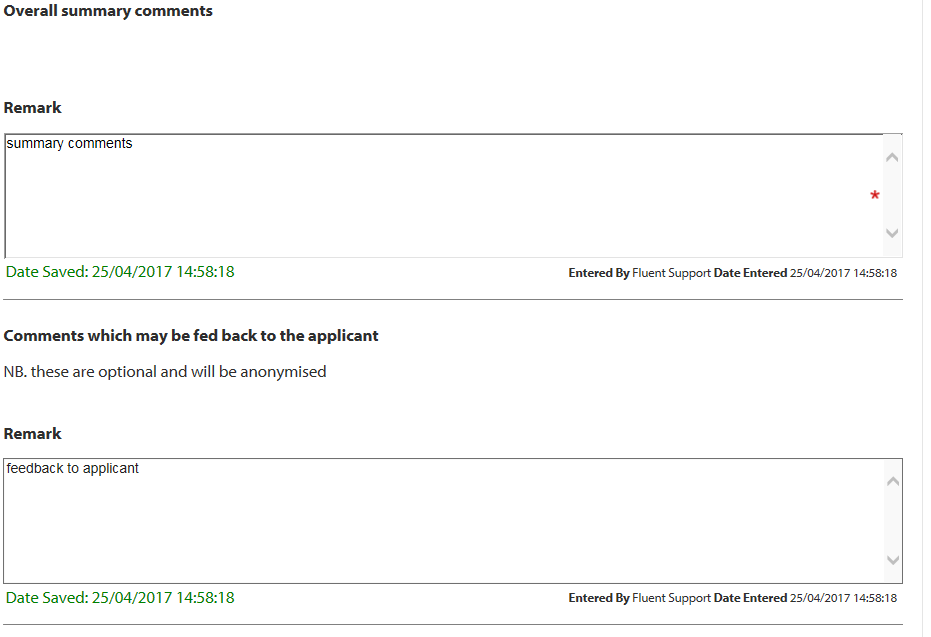 Overall summary comments
Remark
summary comments
*
Date Saved: 25/04/2017 14:58:18 Entered By Fluent Support Date Entered 25/04/2017 14:58:18
Comments which may be fed back to the applicant
NB. these are optional and will be anonymised
Remark
feedback to applicant
Date Saved: 25/04/2017 14:58:18 Entered By Fluent Support Date Entered 25/04/2017 14:58:18